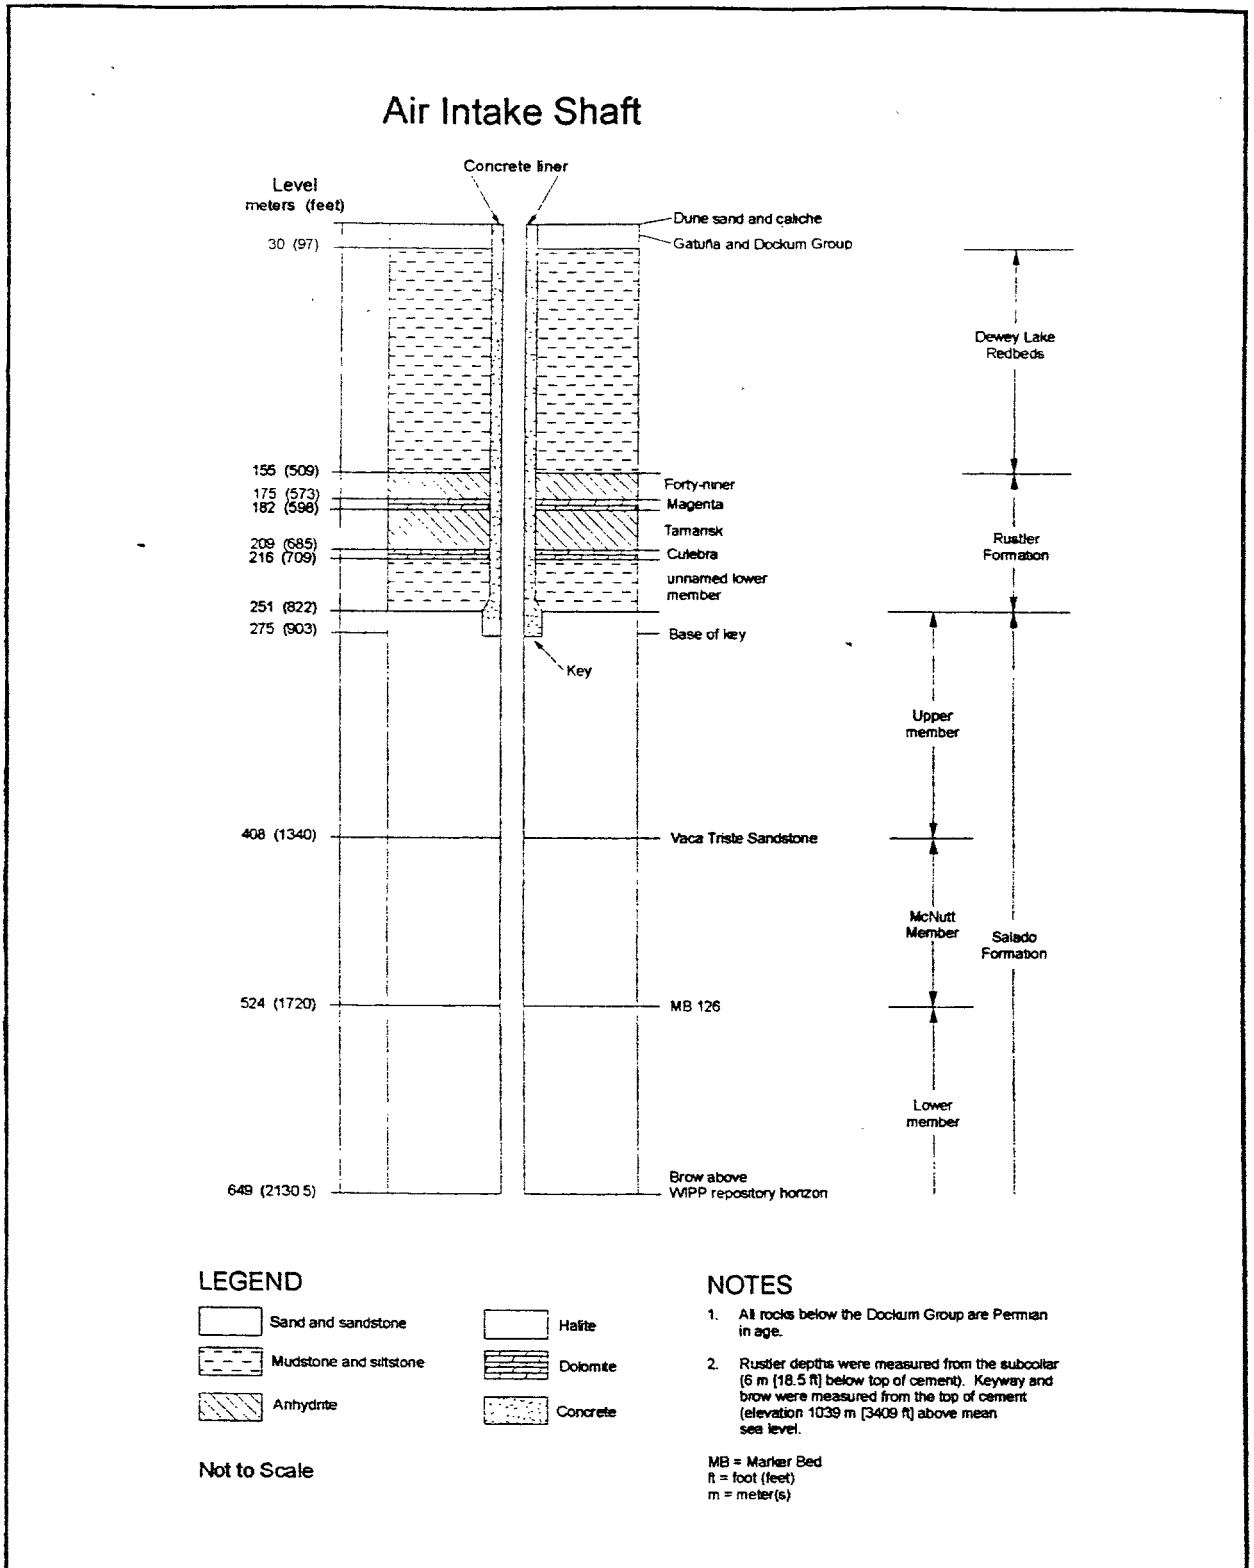 Air Intake Shaft
Concrete liner
Level
meters (feet)
Dune sand and caliche
30 (97)
Gatuña and Dockum Group
Dewey Lake
Redbeds
155 (509)
Forty-niner
175 (573)
Magenta
182 (598)
Tamarisk
Rustler
Formation
209 (685)
Culebra
216 (709)
unnamed lower
member
251 (822)
275 (903)
Base of key
Key
Upper
member
408 (1340)
Vaca Triste Sandstone
McNutt
Member
Salado
Formation
524 (1720)
MB 126
Lower
member
Brow above
649 (2130.5)
WIPP repository horizon
LEGEND
Sand and sandstone
Halite
Mudstone and siltstone
Dolomite
Anhydrite
Concrete
Not to Scale
NOTES
1. All rocks below the Dockum Group are Permian
in age.
2. Rustler depths were measured from the subcollar
(6 m [18.5 ft] below top of cement). Keyway and
brow were measured from the top of cement
(elevation 1039 m [3409 ft] above mean
sea level.
MB = Marker Bed
ft = foot (feet)
m = meter(s)